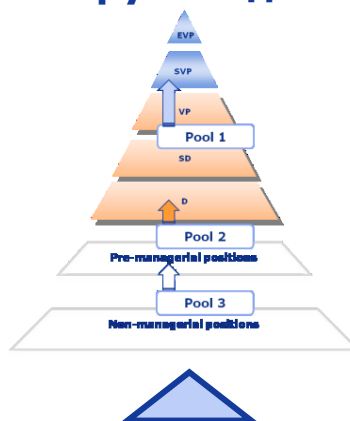 EVP
SVP
VP
Pool 1
SD
D
Pool 2
Pre-managerial positions
Pool 3
Non-managerial positions